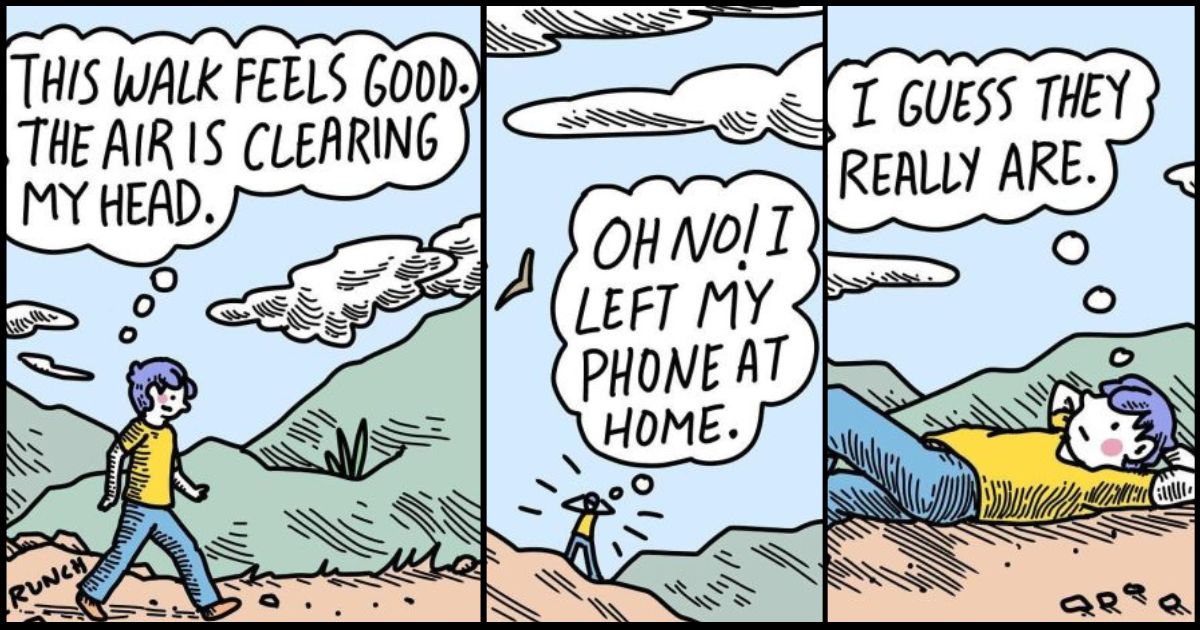 THIS WALK FEELS GOOD.
THE AIR IS CLEARING
MY HEAD.
RUNCH
OH NO! I
LEFT MY
PHONE AT
HOME.
I GUESS THEY
REALLY ARE.